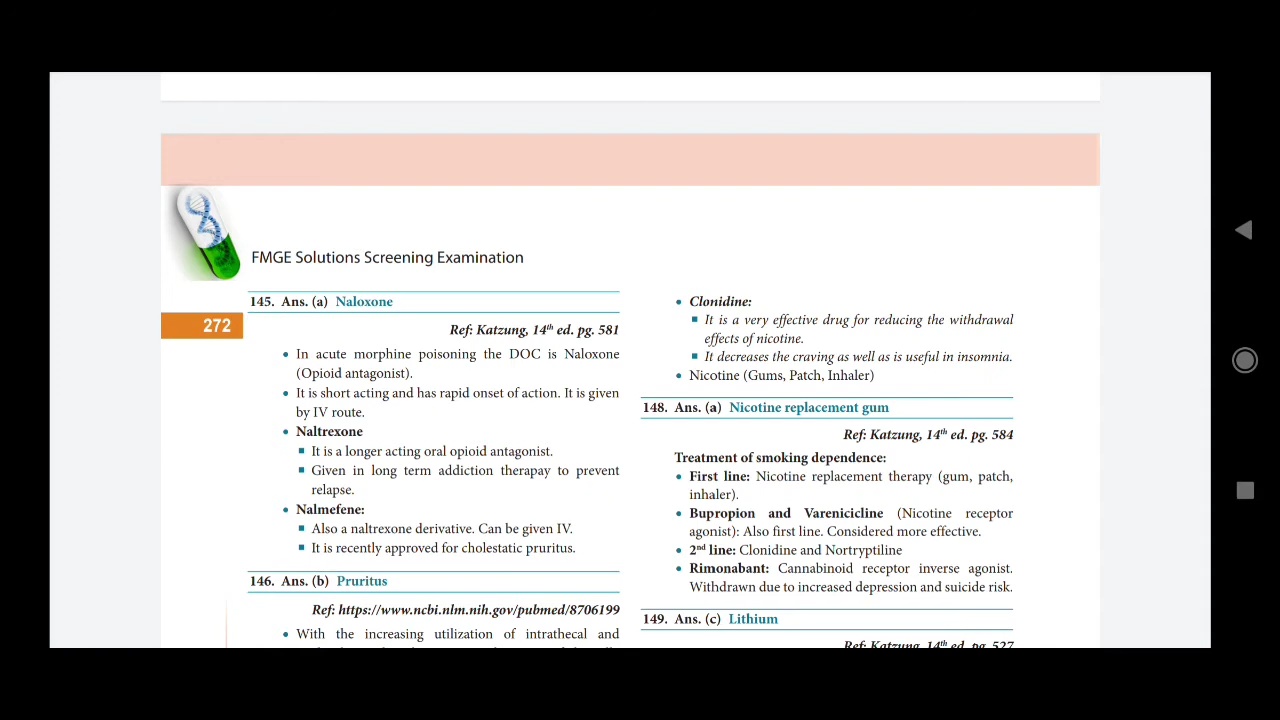 FMGE Solutions Screening Examination
272
145. Ans. (a) Naloxone
Ref: Katzung, 14th ed. pg. 581
• In acute morphine poisoning the DOC is Naloxone
(Opioid antagonist).
• It is short acting and has rapid onset of action. It is given
by IV route.
• Naltrexone
■ It is a longer acting oral opioid antagonist.
■ Given in long term addiction therapay to prevent
relapse.
• Nalmefene:
■ Also a naltrexone derivative. Can be given IV.
■ It is recently approved for cholestatic pruritus.
146. Ans. (b) Pruritus
Ref: https://www.ncbi.nlm.nih.gov/pubmed/8706199
• With the increasing utilization of intrathecal and
• Clonidine:
■ It is a very effective drug for reducing the withdrawal
effects of nicotine.
■ It decreases the craving as well as is useful in insomnia.
• Nicotine (Gums, Patch, Inhaler)
148. Ans. (a) Nicotine replacement gum
Ref: Katzung, 14th ed. pg. 584
Treatment of smoking dependence:
• First line: Nicotine replacement therapy (gum, patch,
inhaler).
• Bupropion and Varenicicline (Nicotine receptor
agonist): Also first line. Considered more effective.
• 2nd line: Clonidine and Nortryptiline
• Rimonabant: Cannabinoid receptor inverse agonist.
Withdrawn due to increased depression and suicide risk.
149. Ans. (c) Lithium
Ref: Katzung, 14th ed. pg. 527